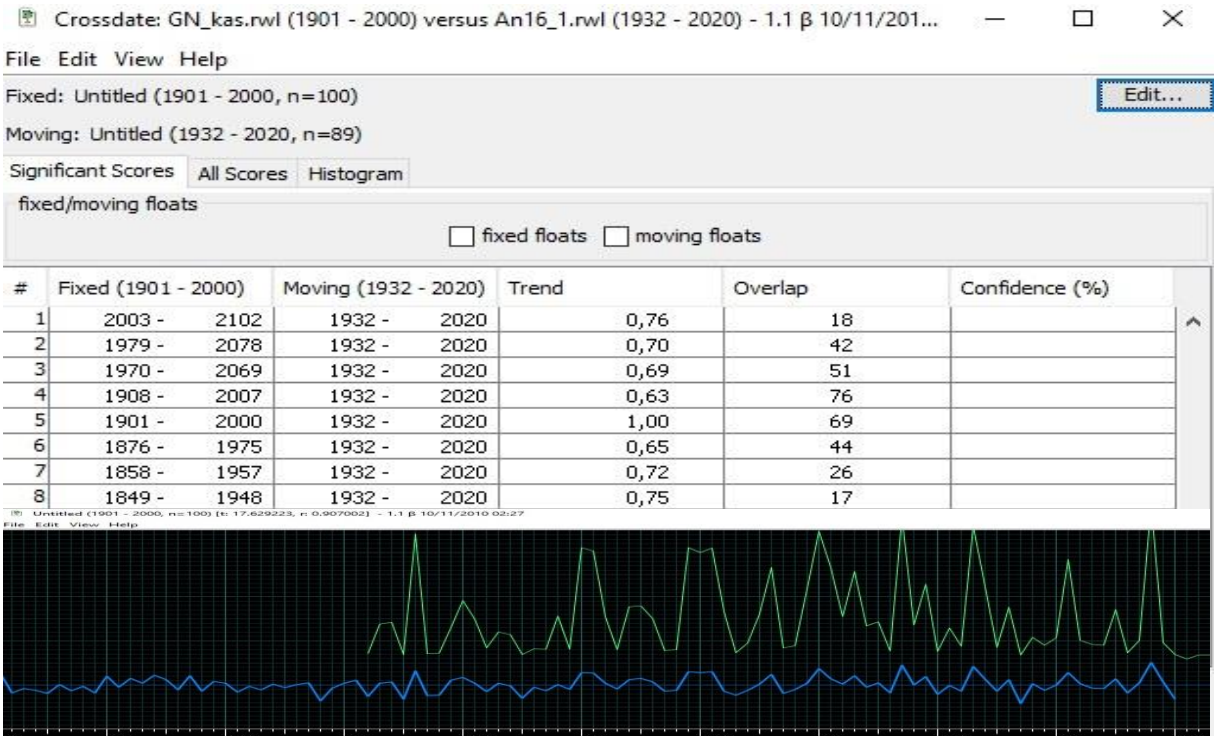 Crossdate: GN_kas.rwl (1901 - 2000) versus An16_1.rwl (1932 - 2020) - 1.1 β 10/11/201...
File Edit View Help
Fixed: Untitled (1901 - 2000, n=100) Edit...
Moving: Untitled (1932 - 2020, n=89)
Significant Scores All Scores Histogram
fixed/moving floats
fixed floats moving floats
# Fixed (1901 - 2000) Moving (1932 - 2020) Trend Overlap Confidence (%)
1 2003 - 2102 1932 - 2020 0,76 18
2 1979 - 2078 1932 - 2020 0,70 42
3 1970 - 2069 1932 - 2020 0,69 51
4 1908 - 2007 1932 - 2020 0,63 76
5 1901 - 2000 1932 - 2020 1,00 69
6 1876 - 1975 1932 - 2020 0,65 44
7 1858 - 1957 1932 - 2020 0,72 26
8 1849 - 1948 1932 - 2020 0,75 17
Untitled (1901 - 2000, n=100) [t: 17.629223, r: 0.907002] - 1.1 β 10/11/2010 02:27
File Edit View Help